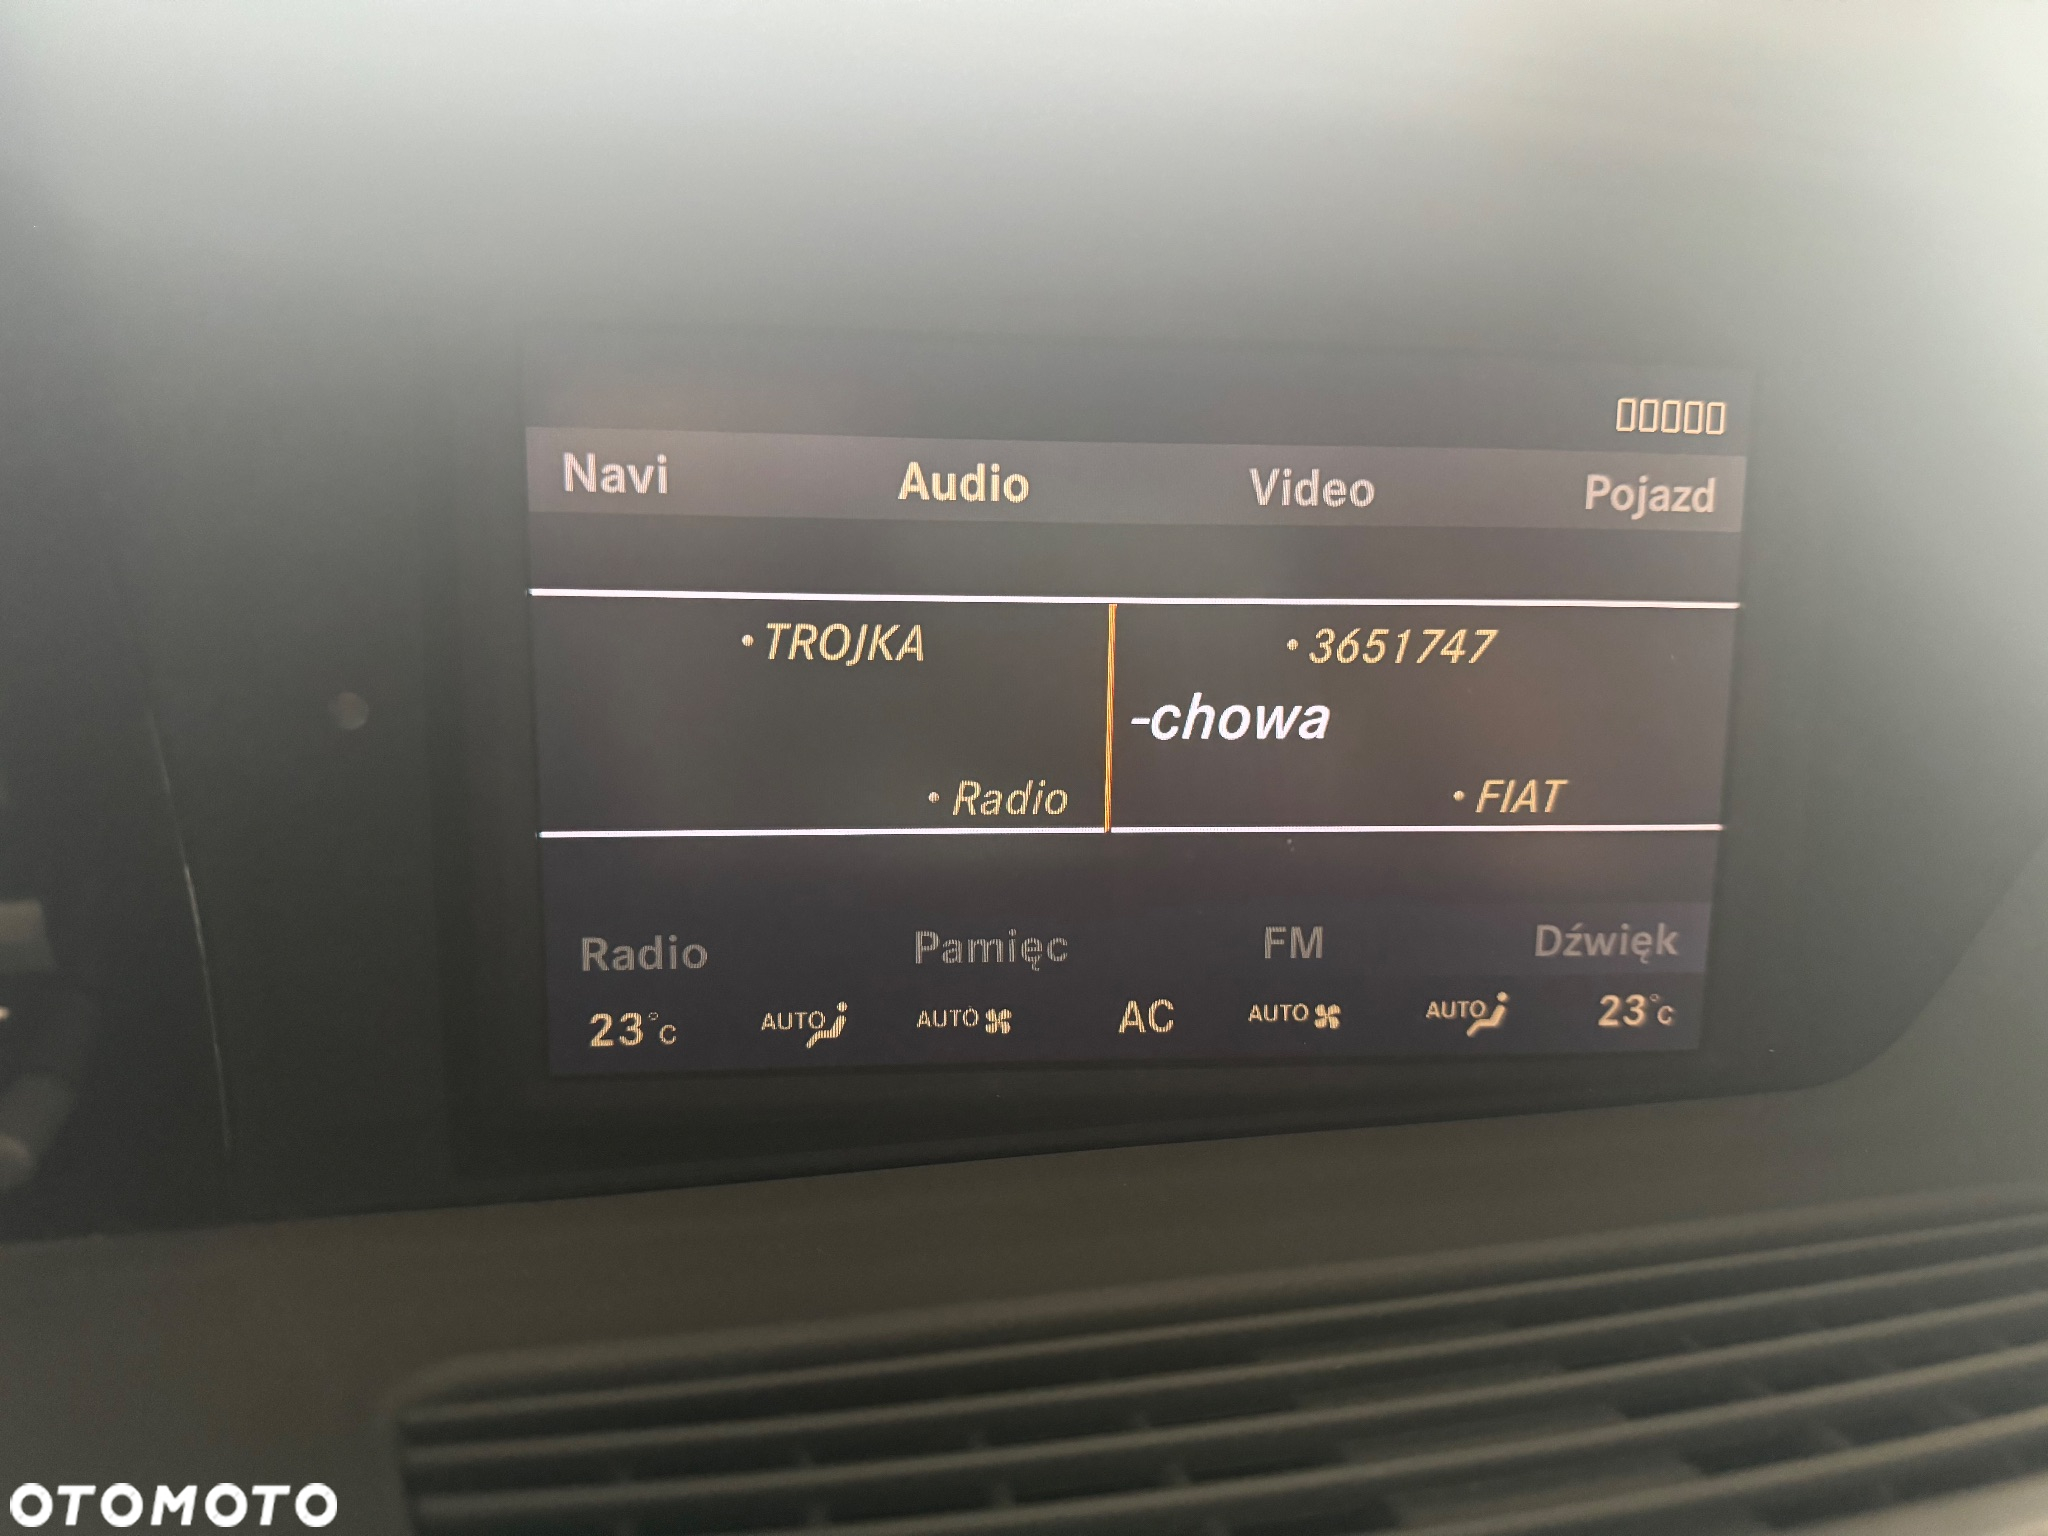 Navi Audio Video Pojazd
•TROJKA •3651747
-chowa
•Radio •FIAT
Radio Pamięc FM Dźwięk
23°C AUTO AUTO AC AUTO AUTO 23°C
OTOMOTO